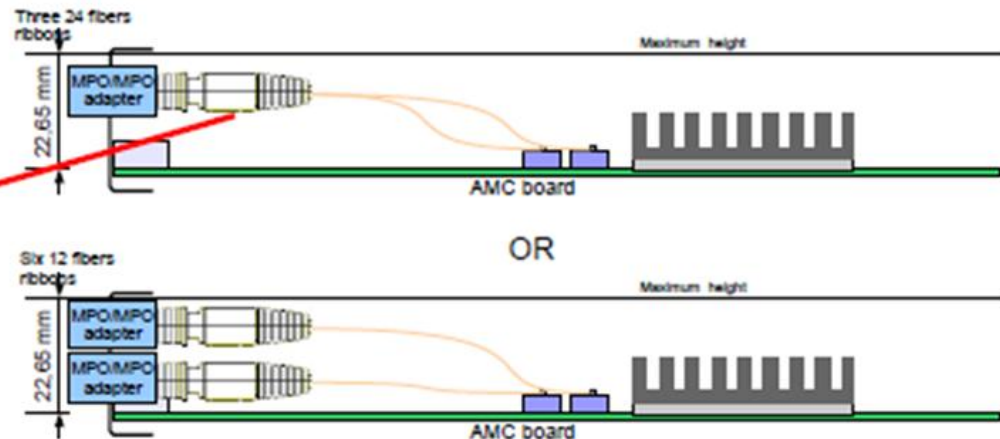 Three 24 fibers
ribbons
Maximum height
MPO/MPO
adapter
22,65 mm
AMC board
OR
Six 12 fibers
ribbons
Maximum height
MPO/MPO
adapter
MPO/MPO
adapter
22,65 mm
AMC board